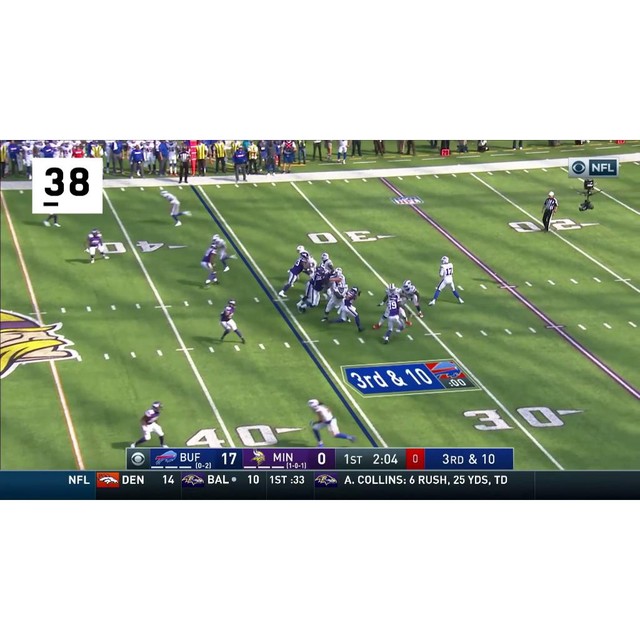 38
NFL
30
20
40
17
79
3rd & 10
:00
40
30
BUF (0-2) 17 MIN (1-0-1) 0 1ST 2:04 0 3RD & 10
NFL DEN 14 BAL 10 1ST :33 A. COLLINS: 6 RUSH, 25 YDS, TD